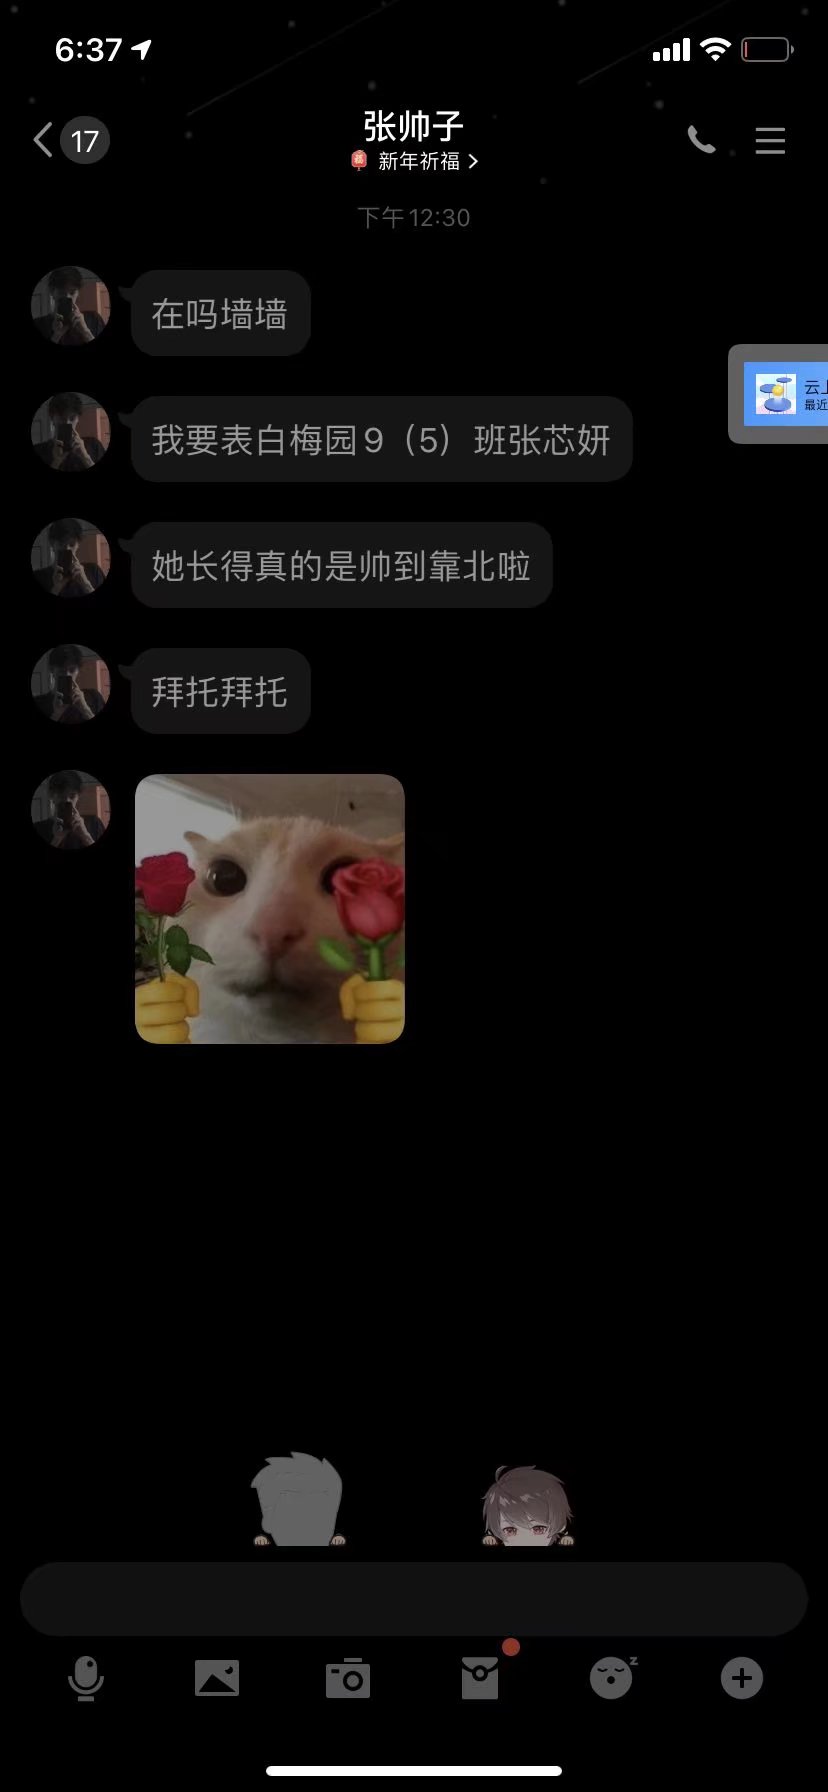 6:37
17
张帅子
新年祈福
下午12:30
在吗墙墙
我要表白梅园9（5）班张芯妍
她长得真的是帅到靠北啦
拜托拜托
云上
最近
z